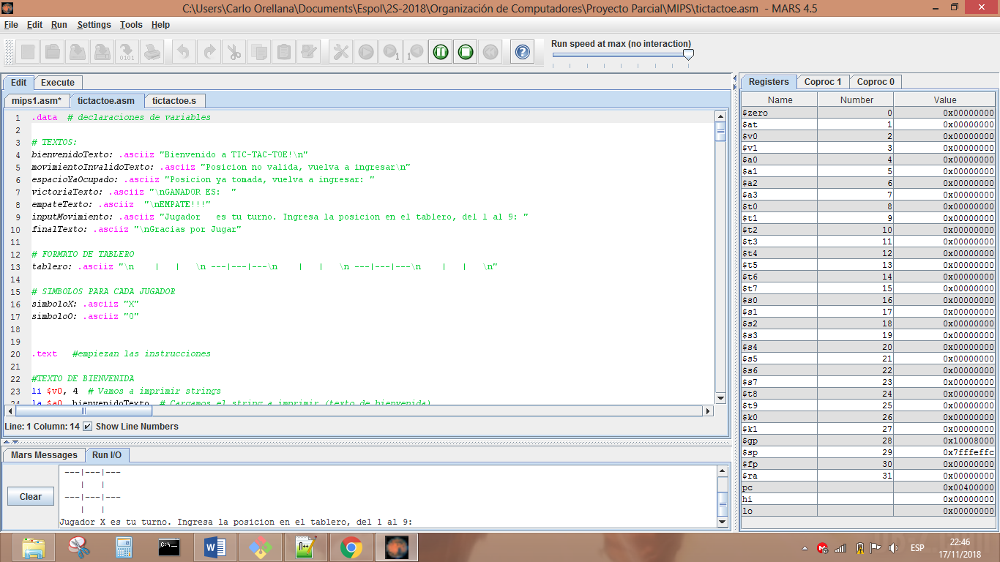 C:\Users\Carlo Orellana\Documents\Espol\2S-2018\Organización de Computadores\Proyecto Parcial\MIPS\tictactoe.asm - MARS 4.5
File Edit Run Settings Tools Help
Run speed at max (no interaction)
Edit Execute
mips1.asm* tictactoe.asm tictactoe.s
1 .data # declaraciones de variables
2
3 # TEXTOS:
4 bienvenidoTexto: .asciiz "Bienvenido a TIC-TAC-TOE!\n"
5 movimientoInvalidoTexto: .asciiz "Posicion no valida, vuelva a ingresar\n"
6 espacioYaOcupado: .asciiz "Posicion ya tomada, vuelva a ingresar: "
7 victoriaTexto: .asciiz "\nGANADOR ES:  "
8 empateTexto: .asciiz  "\nEMPATE!!!"
9 inputMovimiento: .asciiz "Jugador   es tu turno. Ingresa la posicion en el tablero, del 1 al 9: "
10 finalTexto: .asciiz "\nGracias por Jugar"
11
12 # FORMATO DE TABLERO
13 tablero: .asciiz "\n    |   |   \n ---|---|---\n    |   |   \n ---|---|---\n    |   |   \n"
14
15 # SIMBOLOS PARA CADA JUGADOR
16 simboloX: .asciiz "X"
17 simboloO: .asciiz "O"
18
19
20 .text   #empiezan las instrucciones
21
22 #TEXTO DE BIENVENIDA
23 li $v0, 4  # Vamos a imprimir strings
24 la $a0, bienvenidoTexto  # Cargamos el string a imprimir (texto de bienvenida)
Line: 1 Column: 14 Show Line Numbers
Mars Messages Run I/O
Clear
---|---|---
|   |
---|---|---
|   |
Jugador X es tu turno. Ingresa la posicion en el tablero, del 1 al 9:
Registers Coproc 1 Coproc 0
Name Number Value
$zero 0 0x00000000
$at 1 0x00000000
$v0 2 0x00000000
$v1 3 0x00000000
$a0 4 0x00000000
$a1 5 0x00000000
$a2 6 0x00000000
$a3 7 0x00000000
$t0 8 0x00000000
$t1 9 0x00000000
$t2 10 0x00000000
$t3 11 0x00000000
$t4 12 0x00000000
$t5 13 0x00000000
$t6 14 0x00000000
$t7 15 0x00000000
$s0 16 0x00000000
$s1 17 0x00000000
$s2 18 0x00000000
$s3 19 0x00000000
$s4 20 0x00000000
$s5 21 0x00000000
$s6 22 0x00000000
$s7 23 0x00000000
$t8 24 0x00000000
$t9 25 0x00000000
$k0 26 0x00000000
$k1 27 0x00000000
$gp 28 0x10008000
$sp 29 0x7fffeffc
$fp 30 0x00000000
$ra 31 0x00000000
pc 0x00400000
hi 0x00000000
lo 0x00000000
ESP
22:46
17/11/2018